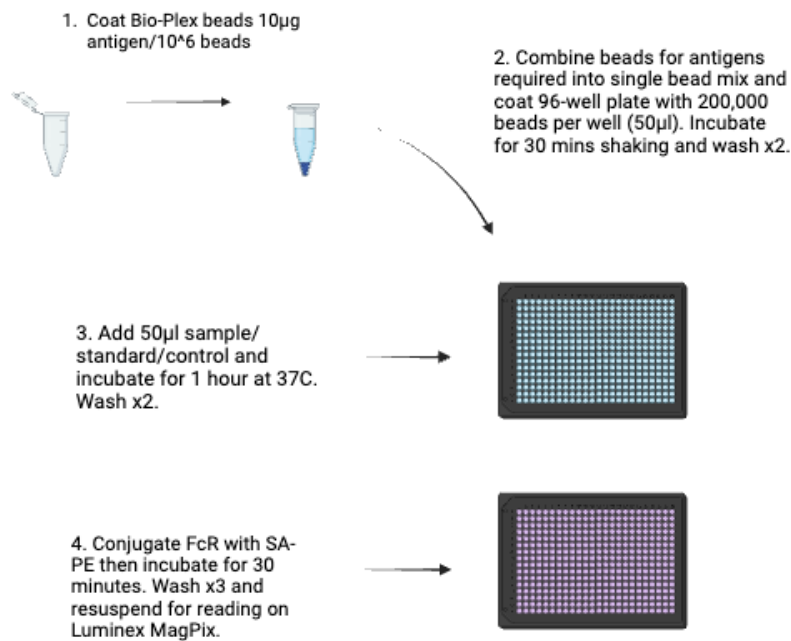 1. Coat Bio-Plex beads 10µg
antigen/10^6 beads
2. Combine beads for antigens
required into single bead mix and
coat 96-well plate with 200,000
beads per well (50µl). Incubate
for 30 mins shaking and wash x2.
3. Add 50µl sample/
standard/control and
incubate for 1 hour at 37C.
Wash x2.
4. Conjugate FcR with SA-
PE then incubate for 30
minutes. Wash x3 and
resuspend for reading on
Luminex MagPix.